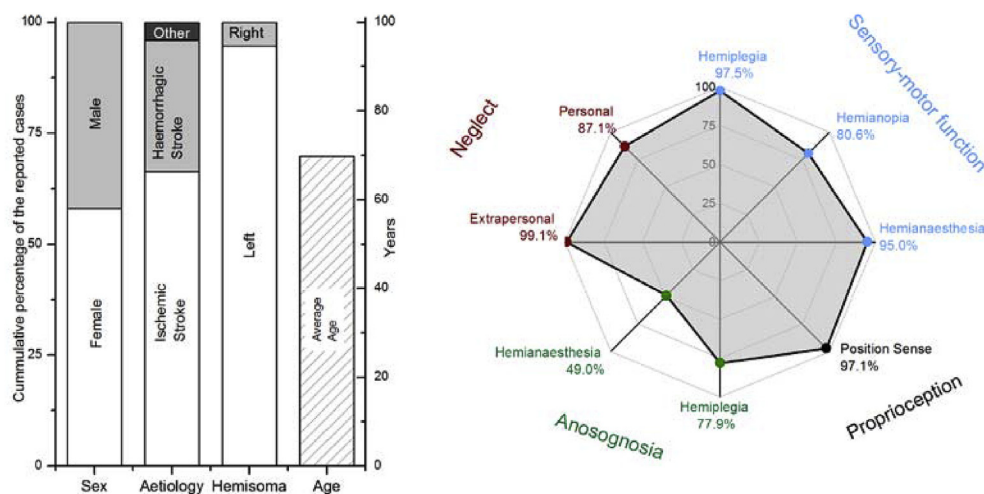 Cummulative percentage of the reported cases
100
75
50
25
0
Male
Female
Other
Haemorrhagic
Stroke
Ischemic
Stroke
Right
Left
Average
Age
100
80
60
40
20
0
Years
Sex
Aetiology
Hemisoma
Age
Neglect
Sensory-motor function
Anosognosia
Proprioception
Hemiplegia
97.5%
Hemianopia
80.6%
Hemianaesthesia
95.0%
Position Sense
97.1%
Hemiplegia
77.9%
Hemianaesthesia
49.0%
Extrapersonal
99.1%
Personal
87.1%
100
75
50
25
0